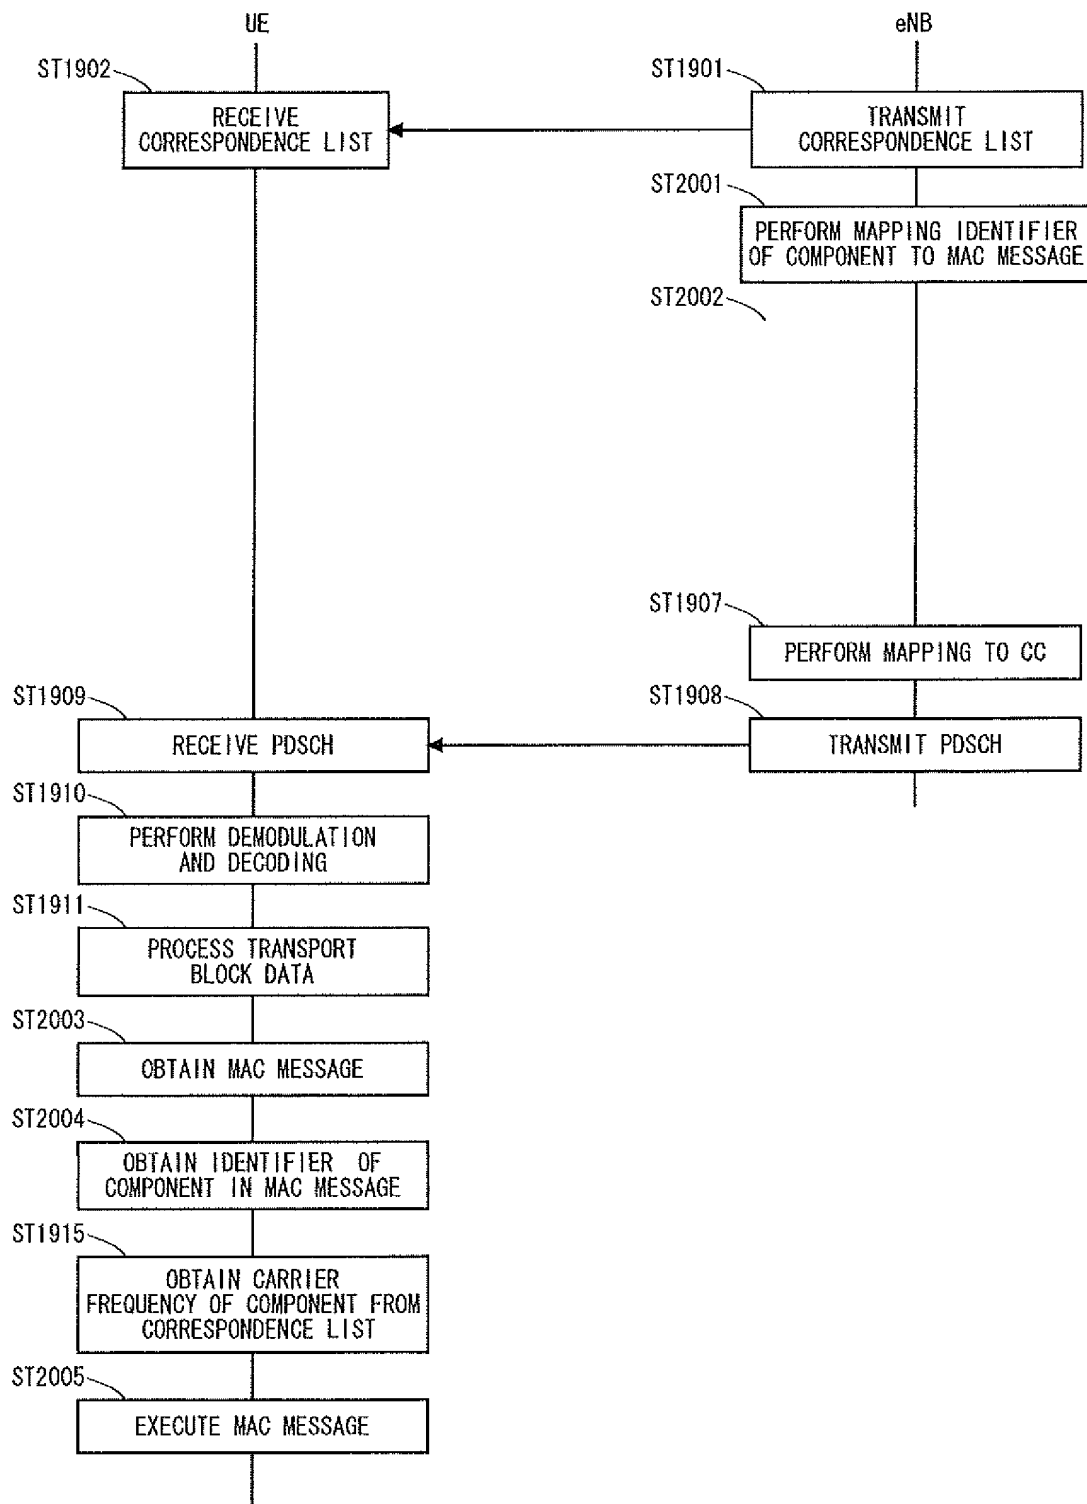 UE
eNB
ST1902
ST1901
RECEIVE
CORRESPONDENCE LIST
TRANSMIT
CORRESPONDENCE LIST
ST2001
PERFORM MAPPING IDENTIFIER
OF COMPONENT TO MAC MESSAGE
ST2002
ST1907
PERFORM MAPPING TO CC
ST1909
ST1908
RECEIVE PDSCH
TRANSMIT PDSCH
ST1910
PERFORM DEMODULATION
AND DECODING
ST1911
PROCESS TRANSPORT
BLOCK DATA
ST2003
OBTAIN MAC MESSAGE
ST2004
OBTAIN IDENTIFIER OF
COMPONENT IN MAC MESSAGE
ST1915
OBTAIN CARRIER
FREQUENCY OF COMPONENT FROM
CORRESPONDENCE LIST
ST2005
EXECUTE MAC MESSAGE